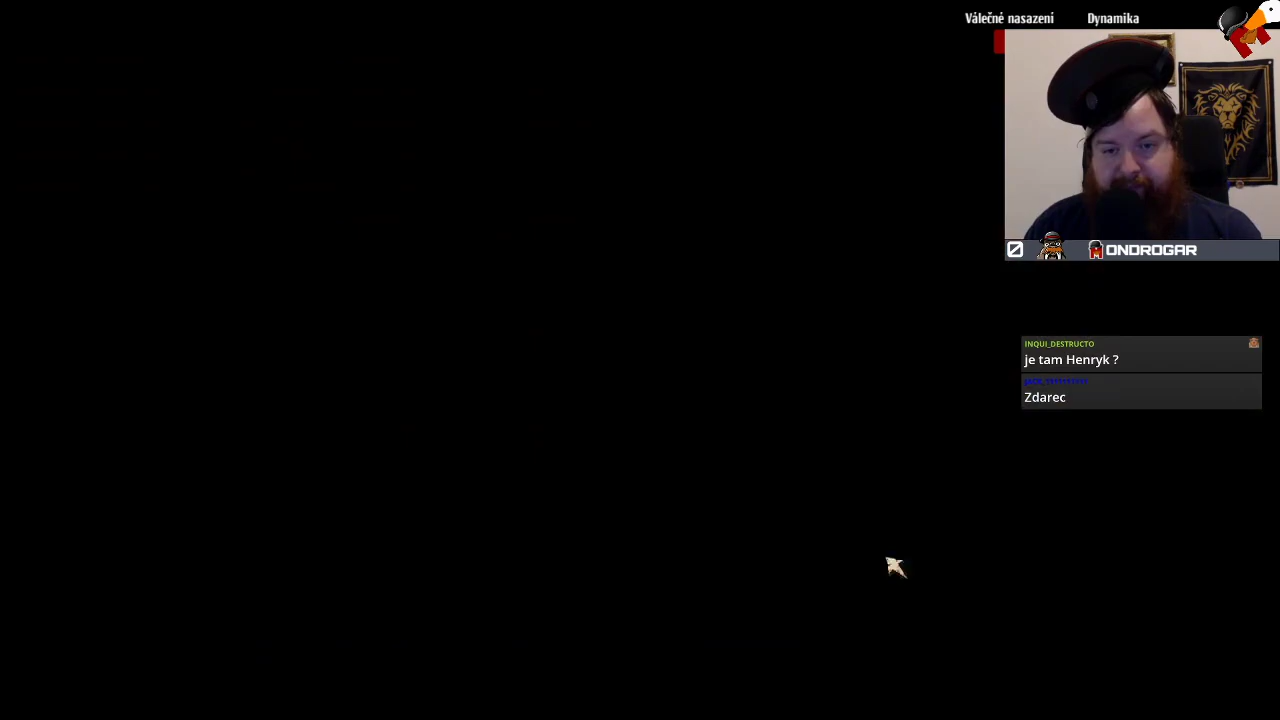 Válečné nasazení
Dynamika
ONDROGAR
INQUI_DESTRUCTO
je tam Henryk ?
Zdarec